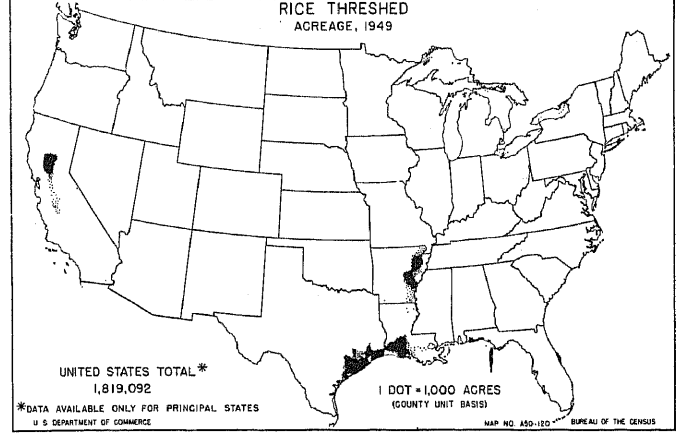 RICE THRESHED
ACREAGE, 1949
UNITED STATES TOTAL*
1,819,092
*DATA AVAILABLE ONLY FOR PRINCIPAL STATES
U S DEPARTMENT OF COMMERCE
1 DOT = 1,000 ACRES
(COUNTY UNIT BASIS)
MAP NO. A50-120
BUREAU OF THE CENSUS